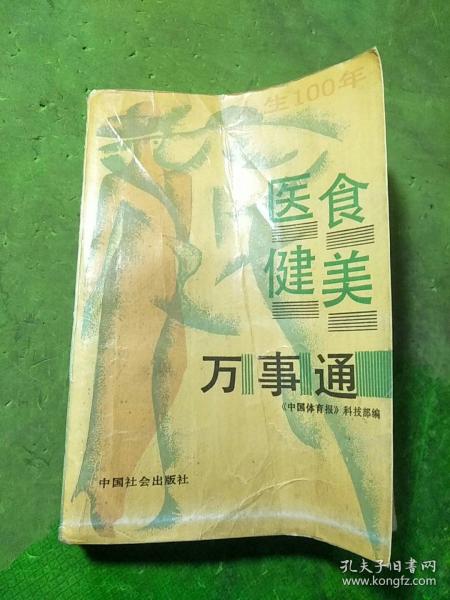 生100年
医食
健美
万事通
《中国体育报》科技部编
中国社会出版社
孔夫子旧书网
www.kongfz.com